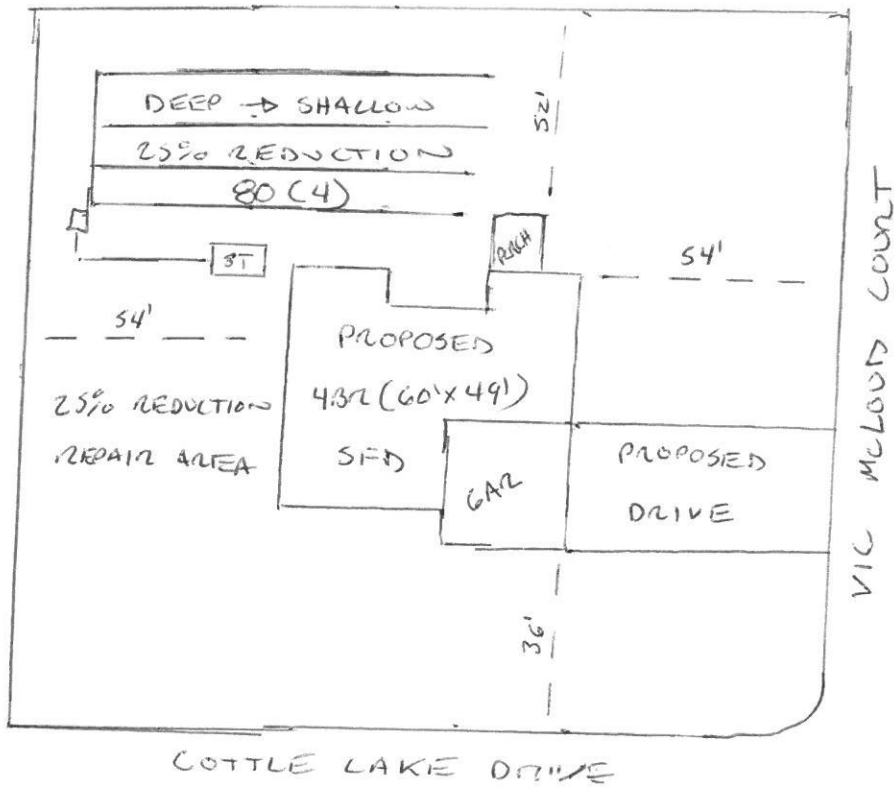 DEEP → SHALLOW
25% REDUCTION
80 (4)
52'
PORCH
ST
54'
54'
PROPOSED
4BR (60'x49')
SFD
25% REDUCTION
REPAIR AREA
GAR
PROPOSED
DRIVE
36'
VIC McLOUD COURT
COTTLE LAKE DRIVE